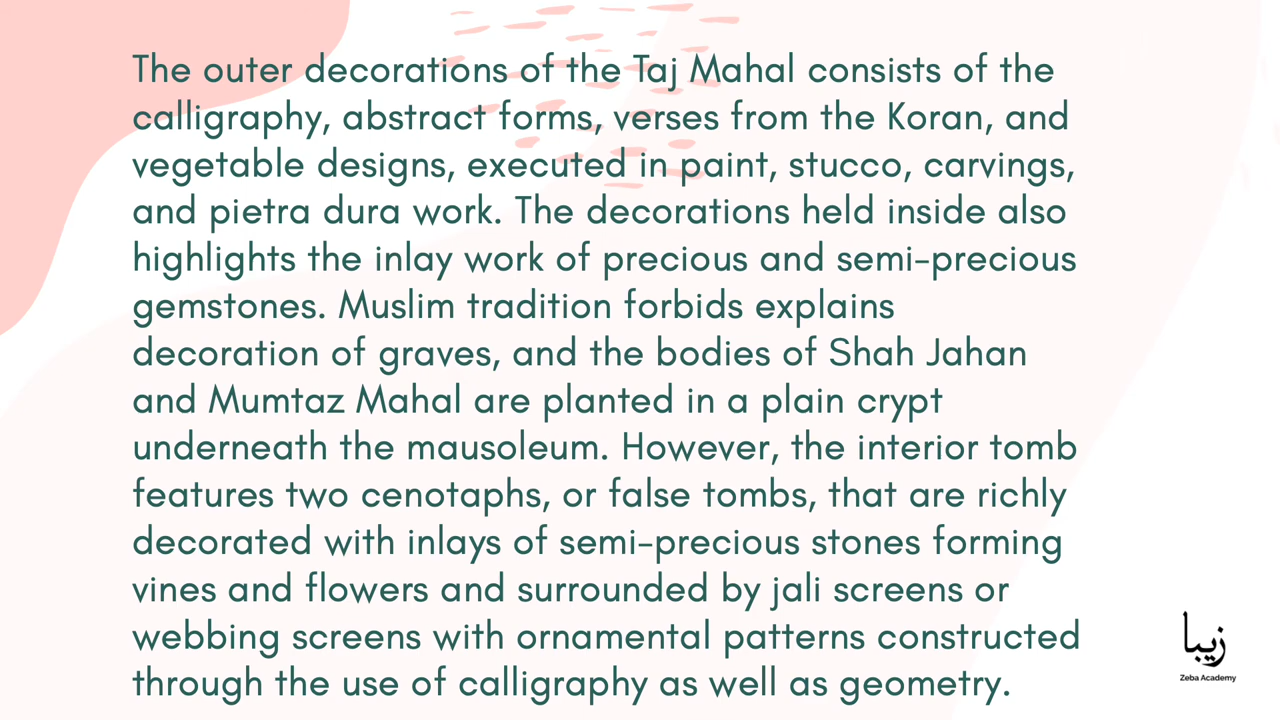 The outer decorations of the Taj Mahal consists of the
calligraphy, abstract forms, verses from the Koran, and
vegetable designs, executed in paint, stucco, carvings,
and pietra dura work. The decorations held inside also
highlights the inlay work of precious and semi-precious
gemstones. Muslim tradition forbids explains
decoration of graves, and the bodies of Shah Jahan
and Mumtaz Mahal are planted in a plain crypt
underneath the mausoleum. However, the interior tomb
features two cenotaphs, or false tombs, that are richly
decorated with inlays of semi-precious stones forming
vines and flowers and surrounded by jali screens or
webbing screens with ornamental patterns constructed
through the use of calligraphy as well as geometry.
زيبا
Zeba Academy